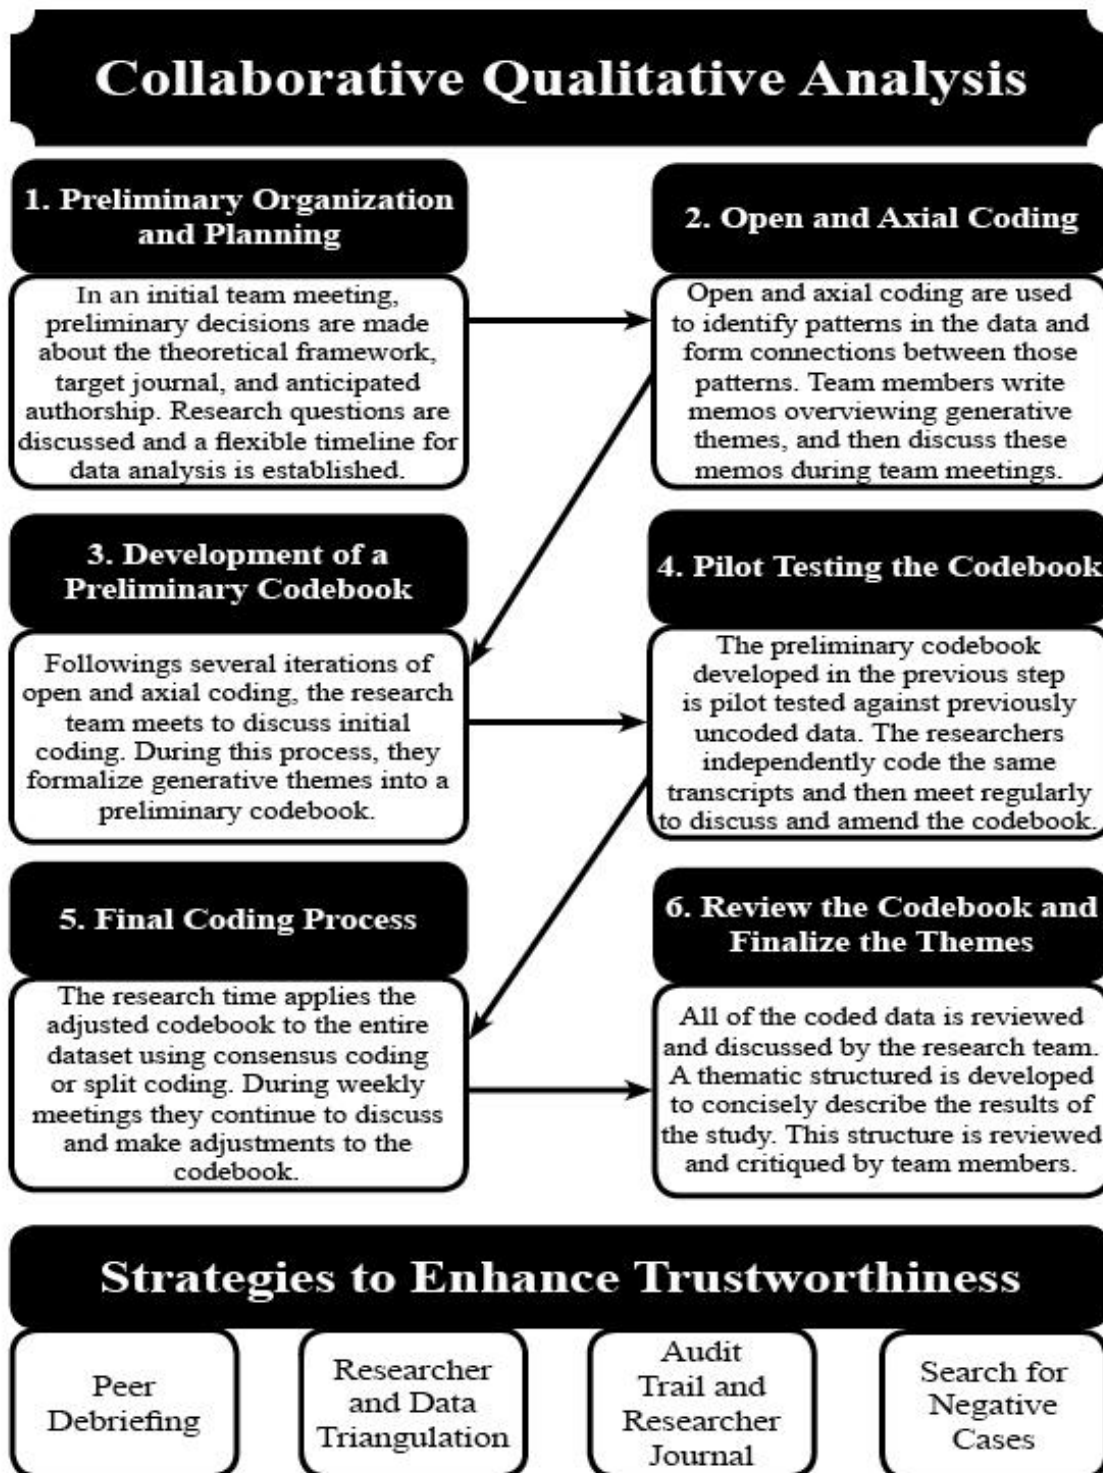 Collaborative Qualitative Analysis
1. Preliminary Organization
and Planning
In an initial team meeting,
preliminary decisions are made
about the theoretical framework,
target journal, and anticipated
authorship. Research questions are
discussed and a flexible timeline for
data analysis is established.
2. Open and Axial Coding
Open and axial coding are used
to identify patterns in the data and
form connections between those
patterns. Team members write
memos overviewing generative
themes, and then discuss these
memos during team meetings.
3. Development of a
Preliminary Codebook
Followings several iterations of
open and axial coding, the research
team meets to discuss initial
coding. During this process, they
formalize generative themes into a
preliminary codebook.
4. Pilot Testing the Codebook
The preliminary codebook
developed in the previous step
is pilot tested against previously
uncoded data. The researchers
independently code the same
transcripts and then meet regularly
to discuss and amend the codebook.
5. Final Coding Process
The research time applies the
adjusted codebook to the entire
dataset using consensus coding
or split coding. During weekly
meetings they continue to discuss
and make adjustments to the
codebook.
6. Review the Codebook and
Finalize the Themes
All of the coded data is reviewed
and discussed by the research team.
A thematic structured is developed
to concisely describe the results of
the study. This structure is reviewed
and critiqued by team members.
Strategies to Enhance Trustworthiness
Peer
Debriefing
Researcher
and Data
Triangulation
Audit
Trail and
Researcher
Journal
Search for
Negative
Cases